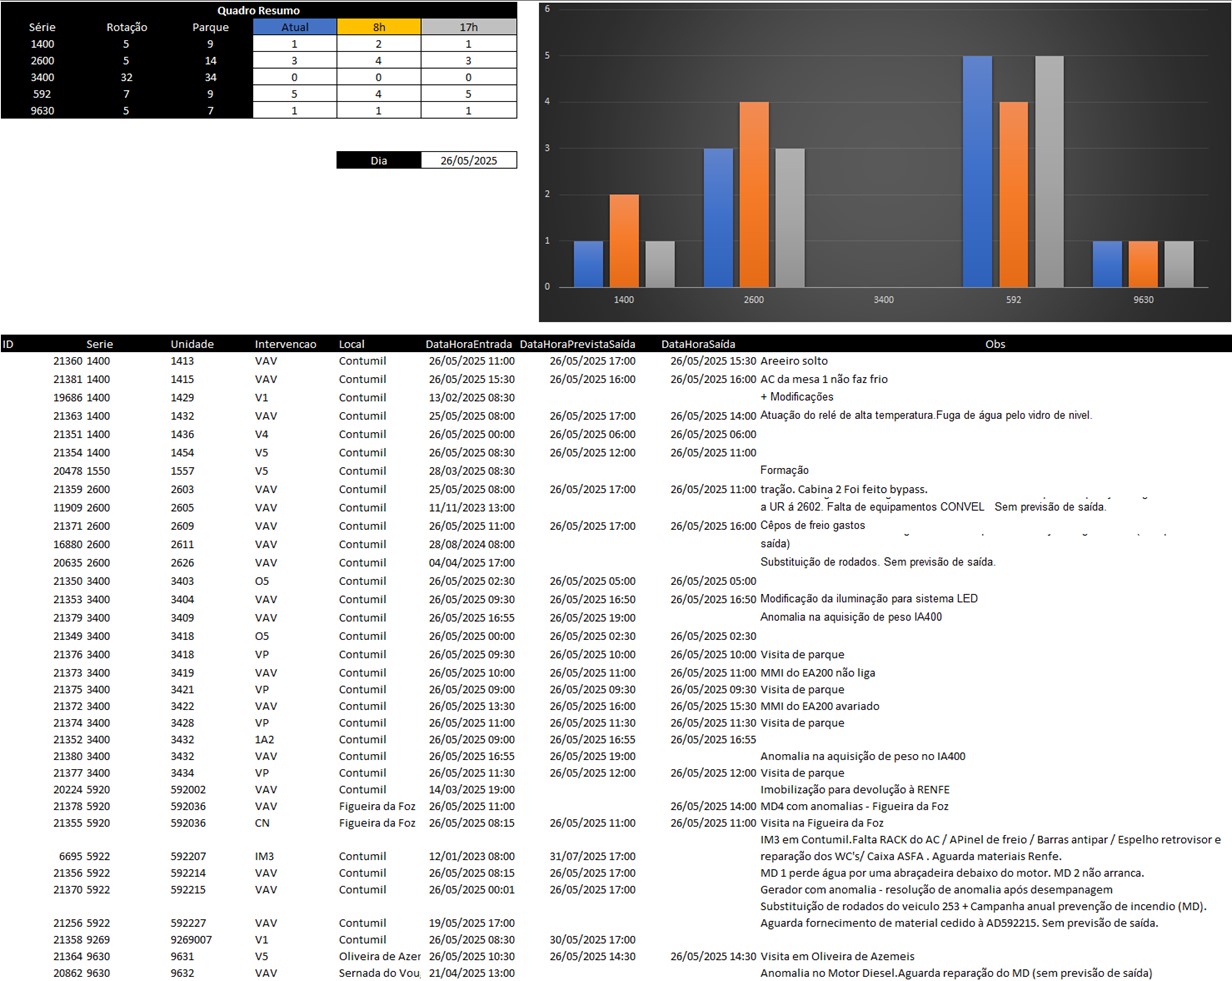 Quadro Resumo
Série Rotação Parque Atual 8h 17h
1400 5 9 1 2 1
2600 5 14 3 4 3
3400 32 34 0 0 0
592 7 9 5 4 5
9630 5 7 1 1 1
Dia 26/05/2025
6
5
4
3
2
1
0
1400 2600 3400 592 9630
ID Serie Unidade Intervencao Local DataHoraEntrada DataHoraPrevistaSaída DataHoraSaída Obs
21360 1400 1413 VAV Contumil 26/05/2025 11:00 26/05/2025 17:00 26/05/2025 15:30 Areeiro solto
21381 1400 1415 VAV Contumil 26/05/2025 15:30 26/05/2025 16:00 26/05/2025 16:00 AC da mesa 1 não faz frio
19686 1400 1429 V1 Contumil 13/02/2025 08:30 + Modificações
21363 1400 1432 VAV Contumil 25/05/2025 08:00 26/05/2025 17:00 26/05/2025 14:00 Atuação do relé de alta temperatura.Fuga de água pelo vidro de nivel.
21351 1400 1436 V4 Contumil 26/05/2025 00:00 26/05/2025 06:00 26/05/2025 06:00
21354 1400 1454 V5 Contumil 26/05/2025 08:30 26/05/2025 12:00 26/05/2025 11:00
20478 1550 1557 V5 Contumil 28/03/2025 08:30 Formação
21359 2600 2603 VAV Contumil 25/05/2025 08:00 26/05/2025 17:00 26/05/2025 11:00 tração. Cabina 2 Foi feito bypass.
11909 2600 2605 VAV Contumil 11/11/2023 13:00 a UR á 2602. Falta de equipamentos CONVEL Sem previsão de saída.
21371 2600 2609 VAV Contumil 26/05/2025 11:00 26/05/2025 17:00 26/05/2025 16:00 Cêpos de freio gastos
16880 2600 2611 VAV Contumil 28/08/2024 08:00 saída)
20635 2600 2626 VAV Contumil 04/04/2025 17:00 Substituição de rodados. Sem previsão de saída.
21350 3400 3403 O5 Contumil 26/05/2025 02:30 26/05/2025 05:00 26/05/2025 05:00
21353 3400 3404 VAV Contumil 26/05/2025 09:30 26/05/2025 16:50 26/05/2025 16:50 Modificação da iluminação para sistema LED
21379 3400 3409 VAV Contumil 26/05/2025 16:55 26/05/2025 19:00 Anomalia na aquisição de peso IA400
21349 3400 3418 O5 Contumil 26/05/2025 00:00 26/05/2025 02:30 26/05/2025 02:30
21376 3400 3418 VP Contumil 26/05/2025 09:30 26/05/2025 10:00 26/05/2025 10:00 Visita de parque
21373 3400 3419 VAV Contumil 26/05/2025 10:00 26/05/2025 11:00 26/05/2025 11:00 MMI do EA200 não liga
21375 3400 3421 VP Contumil 26/05/2025 09:00 26/05/2025 09:30 26/05/2025 09:30 Visita de parque
21372 3400 3422 VAV Contumil 26/05/2025 13:30 26/05/2025 16:00 26/05/2025 15:30 MMI do EA200 avariado
21374 3400 3428 VP Contumil 26/05/2025 11:00 26/05/2025 11:30 26/05/2025 11:30 Visita de parque
21352 3400 3432 1A2 Contumil 26/05/2025 09:00 26/05/2025 16:55 26/05/2025 16:55
21380 3400 3432 VAV Contumil 26/05/2025 16:55 26/05/2025 19:00 Anomalia na aquisição de peso no IA400
21377 3400 3434 VP Contumil 26/05/2025 11:30 26/05/2025 12:00 26/05/2025 12:00 Visita de parque
20224 5920 592002 VAV Contumil 14/03/2025 19:00 Imobilização para devolução à RENFE
21378 5920 592036 VAV Figueira da Foz 26/05/2025 11:00 26/05/2025 14:00 MD4 com anomalias - Figueira da Foz
21355 5920 592036 CN Figueira da Foz 26/05/2025 08:15 26/05/2025 11:00 26/05/2025 11:00 Visita na Figueira da Foz
IM3 em Contumil.Falta RACK do AC / APinel de freio / Barras antipar / Espelho retrovisor e
6695 5922 592207 IM3 Contumil 12/01/2023 08:00 31/07/2025 17:00 reparação dos WC's/ Caixa ASFA . Aguarda materiais Renfe.
21356 5922 592214 VAV Contumil 26/05/2025 08:15 26/05/2025 17:00 MD 1 perde água por uma abraçadeira debaixo do motor. MD 2 não arranca.
21370 5922 592215 VAV Contumil 26/05/2025 00:01 26/05/2025 17:00 Gerador com anomalia - resolução de anomalia após desempanagem
Substituição de rodados do veiculo 253 + Campanha anual prevenção de incendio (MD).
21256 5922 592227 VAV Contumil 19/05/2025 17:00 Aguarda fornecimento de material cedido à AD592215. Sem previsão de saída.
21358 9269 9269007 V1 Contumil 26/05/2025 08:30 30/05/2025 17:00
21364 9630 9631 V5 Oliveira de Azer 26/05/2025 10:30 26/05/2025 14:30 26/05/2025 14:30 Visita em Oliveira de Azemeis
20862 9630 9632 VAV Sernada do Vou 21/04/2025 13:00 Anomalia no Motor Diesel.Aguarda reparação do MD (sem previsão de saída)